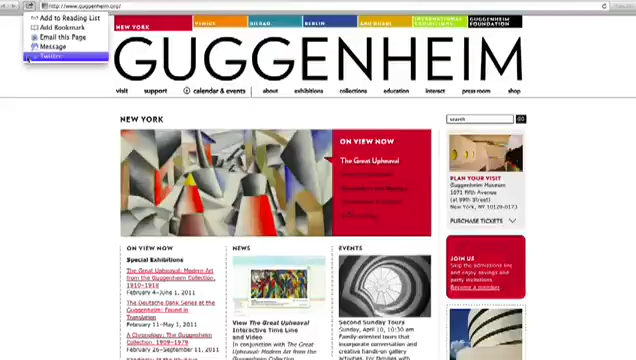 http://www.guggenheim.org/
Add to Reading List
Add Bookmark
Email this Page
Message
Twitter
NEW YORK
VENICE
BILBAO
BERLIN
ABU DHABI
INTERNATIONAL
EXHIBITIONS
GUGGENHEIM
FOUNDATION
GUGGENHEIM
visit support calendar & events about exhibitions collections education interact press room shop
NEW YORK
search
GO
ON VIEW NOW
The Great Upheaval
PLAN YOUR VISIT
Guggenheim Museum
1071 Fifth Avenue
(at 89th Street)
New York, NY 10128-0173
PURCHASE TICKETS
JOIN US
Skip the admissions line
and enjoy savings and
party invitations
Become a member
ON VIEW NOW
Special Exhibitions
The Great Upheaval: Modern Art
from the Guggenheim Collection,
1910–1918
February 4–June 1, 2011
The Deutsche Bank Series at the
Guggenheim: Found in
Translation
February 11–May 1, 2011
A Chronology: The Guggenheim
Collection, 1909–1979
February 26–September 11, 2011
NEWS
View The Great Upheaval
Interactive Time Line
and Video
In conjunction with The Great
Upheaval: Modern Art from the
Guggenheim Collection
EVENTS
Second Sunday Tours
Sunday, April 10, 10:30 am
Family-oriented tours that
incorporate conversation and
creative hands-on gallery